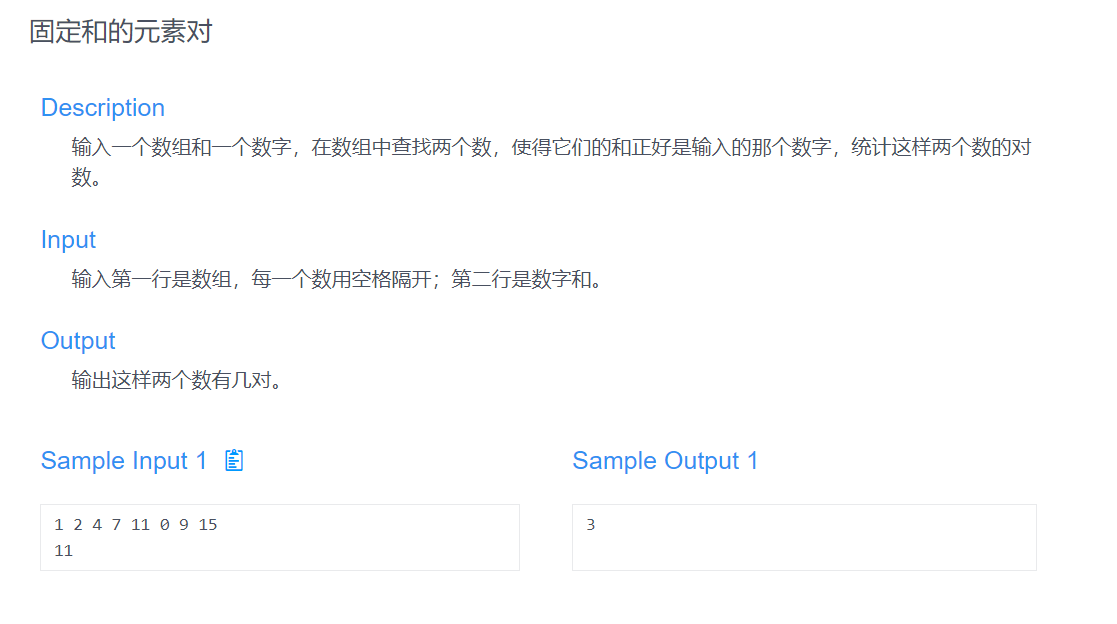 固定和的元素对
Description
输入一个数组和一个数字，在数组中查找两个数，使得它们的和正好是输入的那个数字，统计这样两个数的对
数。
Input
输入第一行是数组，每一个数用空格隔开；第二行是数字和。
Output
输出这样两个数有几对。
Sample Input 1
1 2 4 7 11 0 9 15
11
Sample Output 1
3